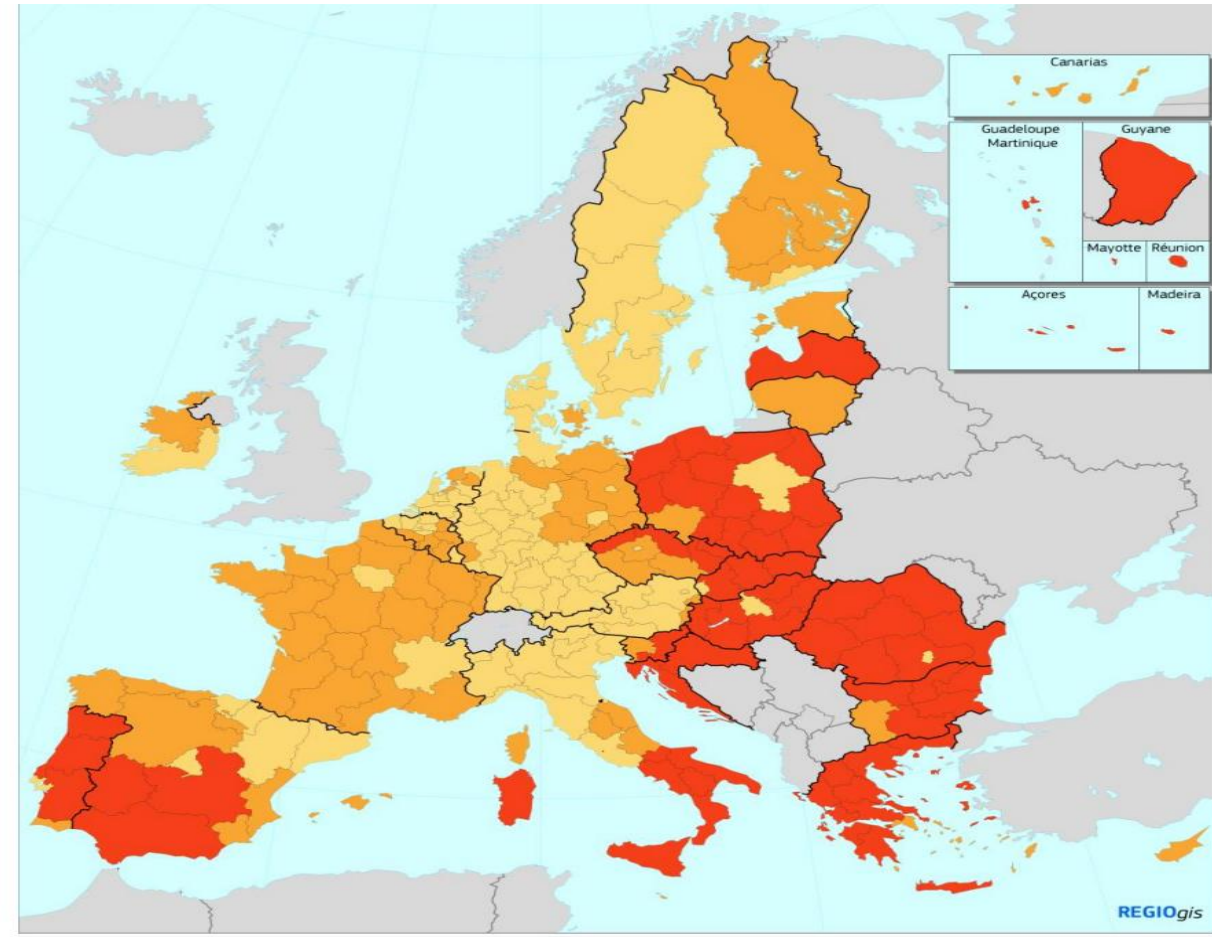 Canarias
Guadeloupe
Martinique
Guyane
Mayotte
Réunion
Açores
Madeira
REGIOgis